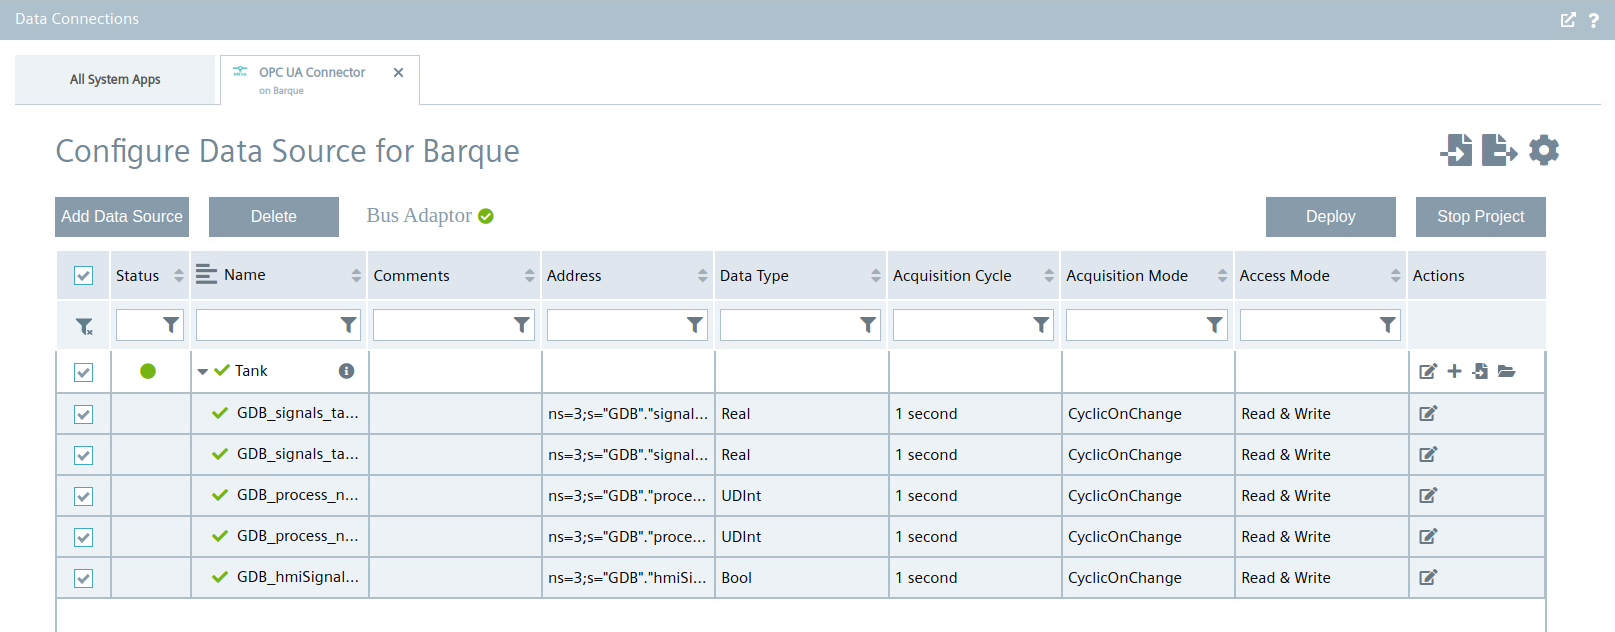 Data Connections
?
All System Apps
OPC UA Connector
on Barque
Configure Data Source for Barque
Add Data Source Delete Bus Adaptor Deploy Stop Project
Status Name Comments Address Data Type Acquisition Cycle Acquisition Mode Access Mode Actions
Tank
GDB_signals_ta... ns=3;s="GDB"."signal... Real 1 second CyclicOnChange Read & Write
GDB_signals_ta... ns=3;s="GDB"."signal... Real 1 second CyclicOnChange Read & Write
GDB_process_n... ns=3;s="GDB"."proce... UDInt 1 second CyclicOnChange Read & Write
GDB_process_n... ns=3;s="GDB"."proce... UDInt 1 second CyclicOnChange Read & Write
GDB_hmiSignal... ns=3;s="GDB"."hmiSi... Bool 1 second CyclicOnChange Read & Write